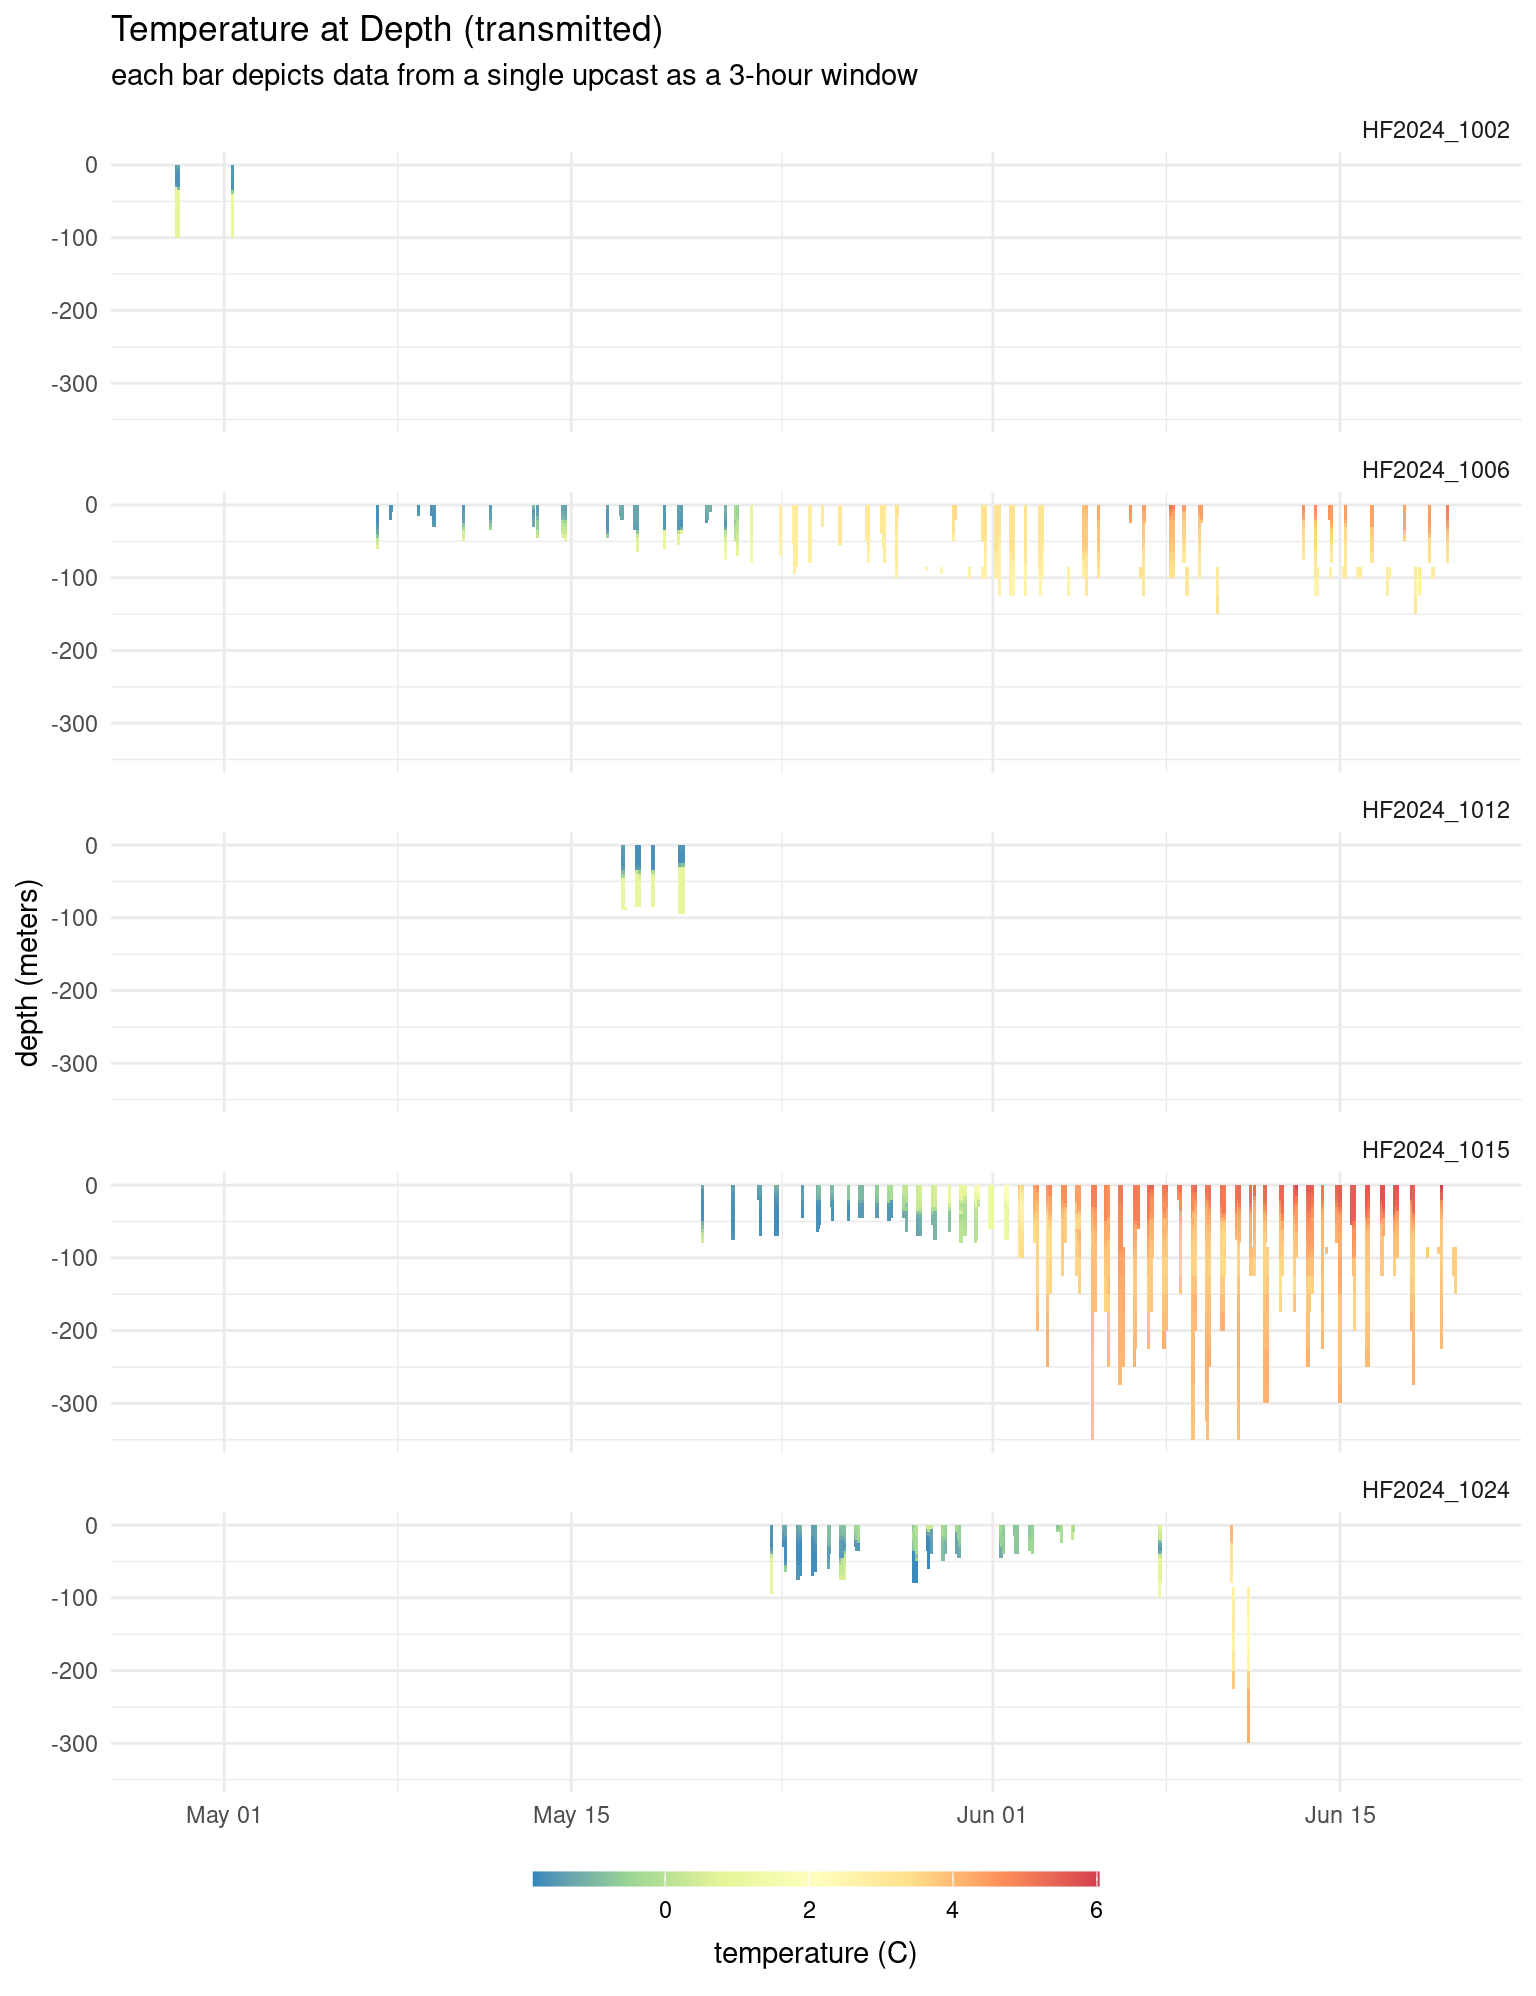 Temperature at Depth (transmitted)
each bar depicts data from a single upcast as a 3-hour window
HF2024_1002
0
-100
-200
-300
HF2024_1006
0
-100
-200
-300
HF2024_1012
0
-100
-200
-300
depth (meters)
HF2024_1015
0
-100
-200
-300
HF2024_1024
0
-100
-200
-300
May 01 May 15 Jun 01 Jun 15
0 2 4 6
temperature (C)